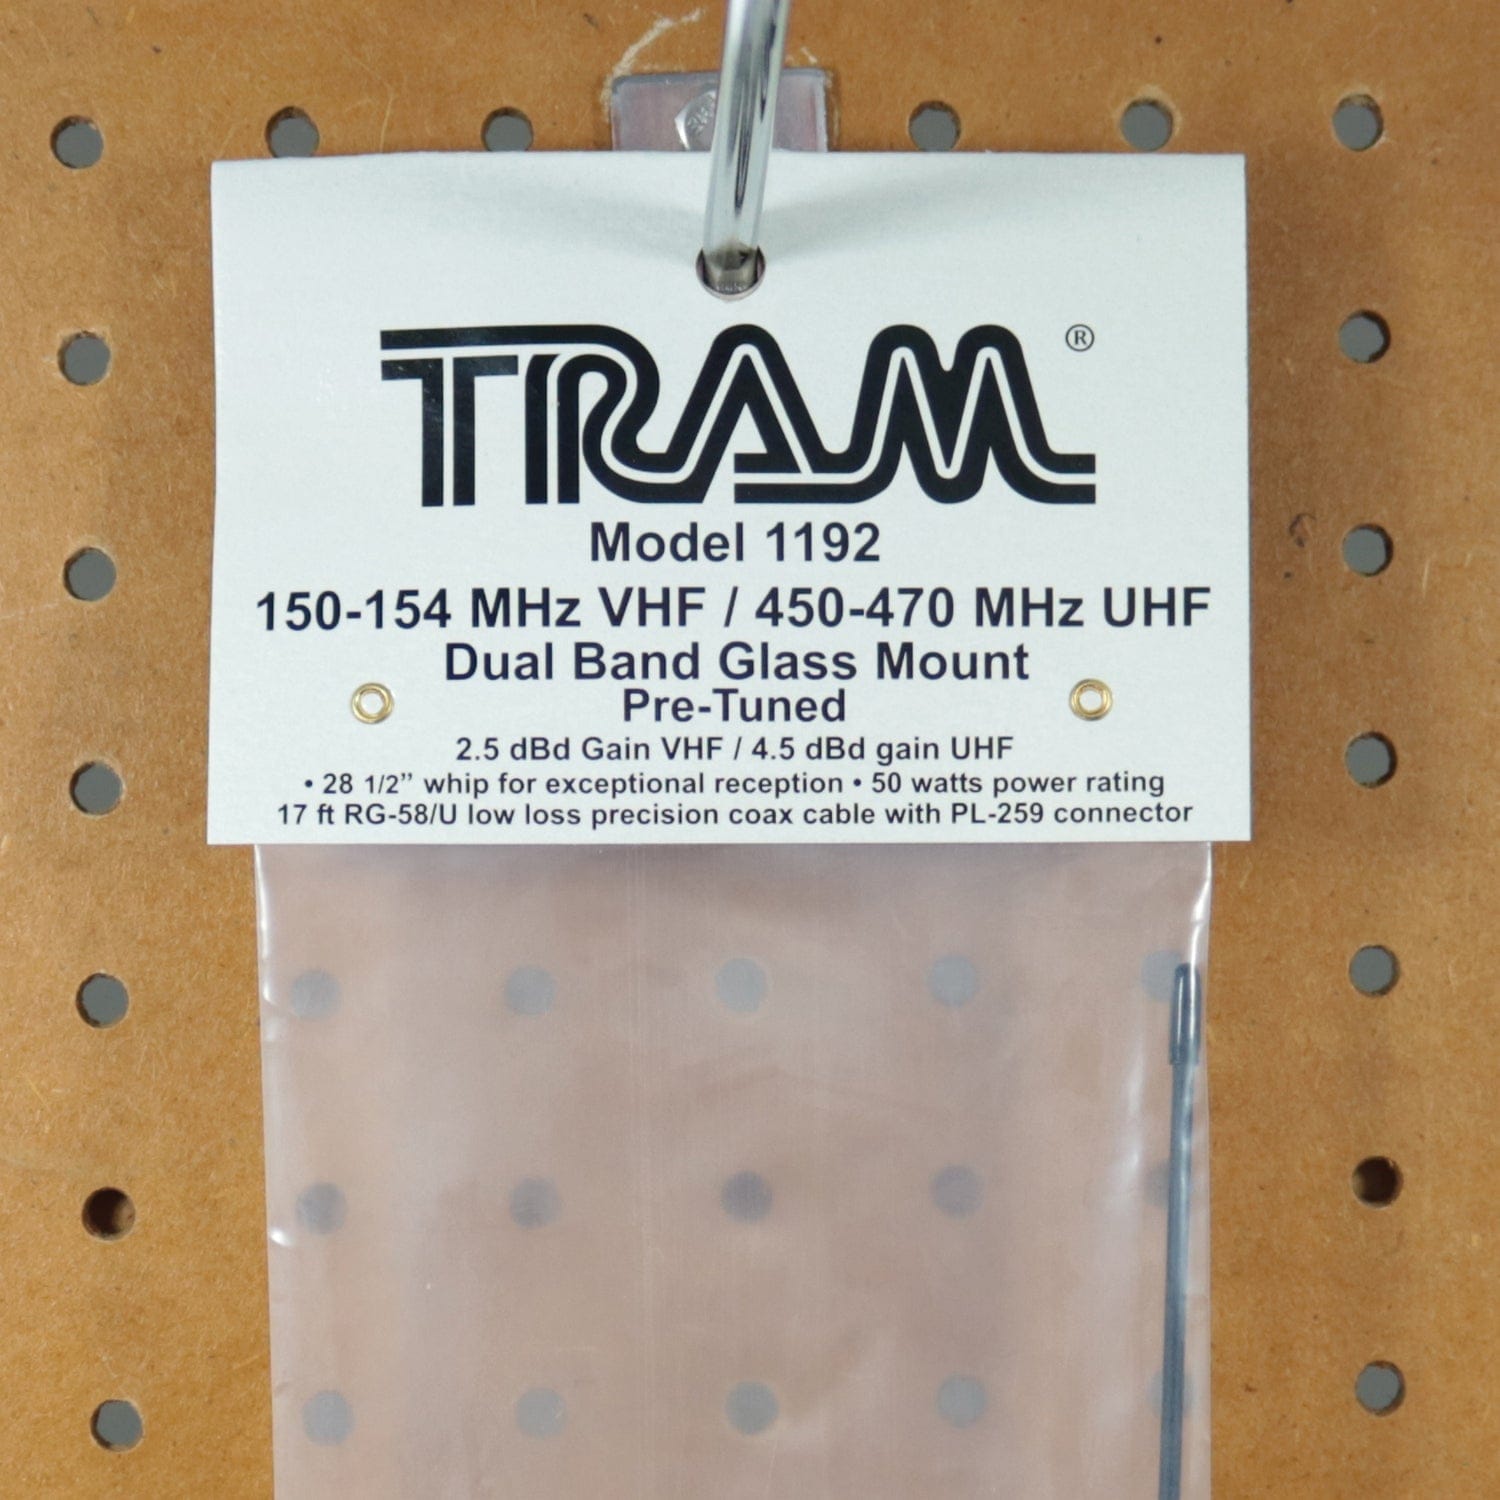 TRAM®
Model 1192
150-154 MHz VHF / 450-470 MHz UHF
Dual Band Glass Mount
Pre-Tuned
2.5 dBd Gain VHF / 4.5 dBd gain UHF
• 28 1/2” whip for exceptional reception • 50 watts power rating
17 ft RG-58/U low loss precision coax cable with PL-259 connector